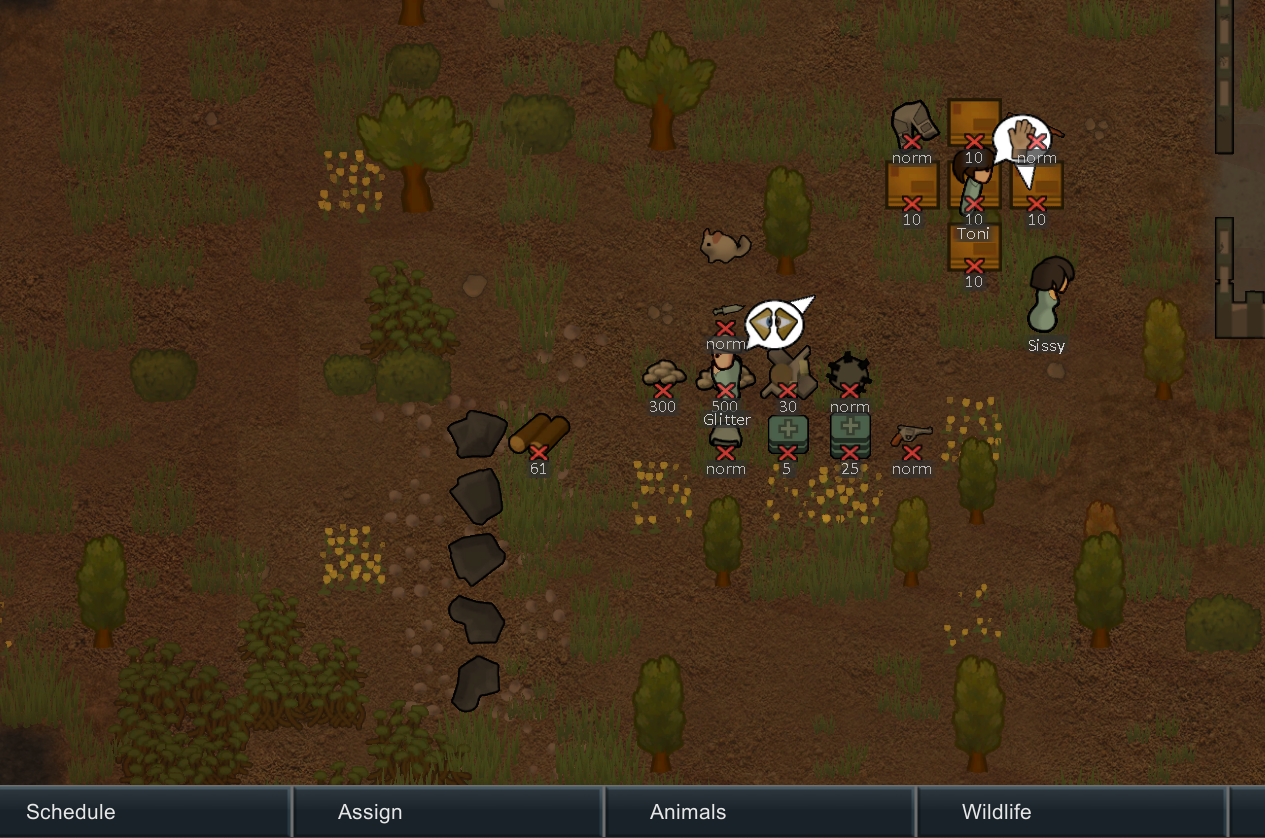 norm
10
norm
10
10
10
Toni
10
Sissy
norm
300
500
30
norm
Glitter
61
norm
5
25
norm
Schedule
Assign
Animals
Wildlife